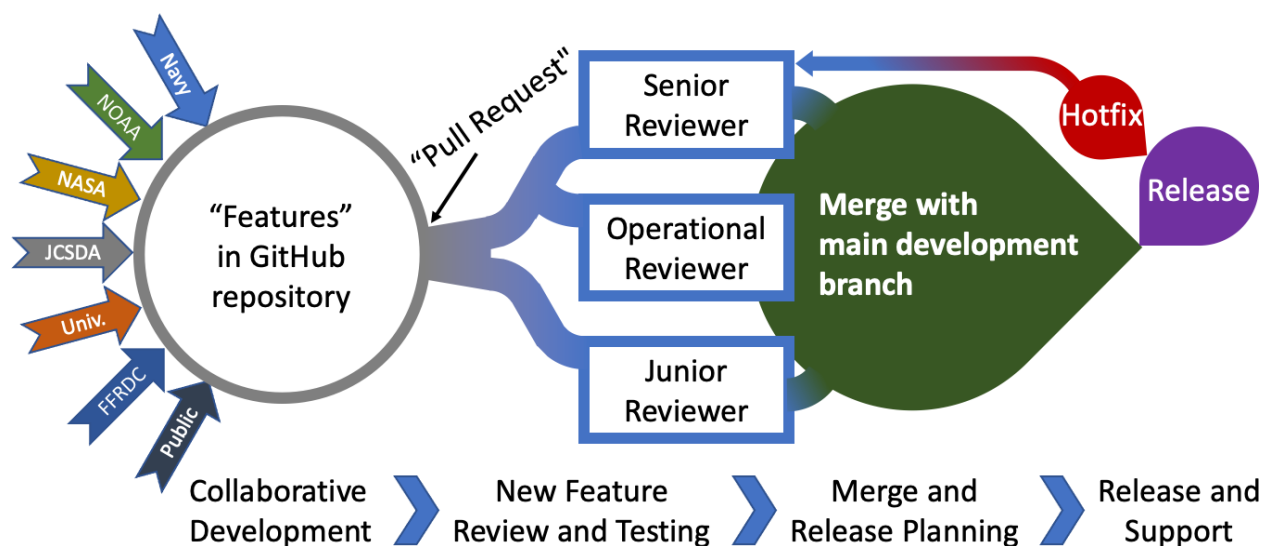 Navy
NOAA
NASA
JCSDA
Univ.
FFRDC
Public
“Features”
in GitHub
repository
“Pull Request"
Senior
Reviewer
Operational
Reviewer
Junior
Reviewer
Merge with
main development
branch
Hotfix
Release
Collaborative
Development
New Feature
Review and Testing
Merge and
Release Planning
Release and
Support